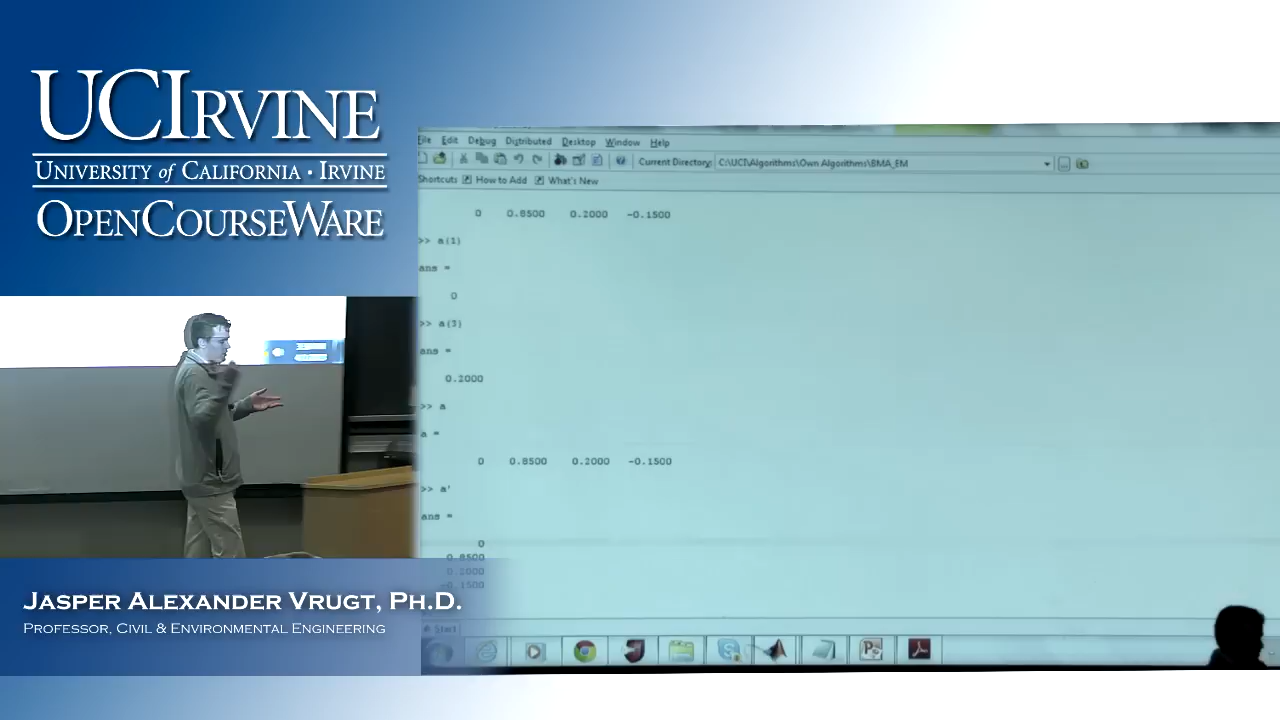 UCIRVINE
UNIVERSITY of CALIFORNIA · IRVINE
OPENCOURSEWARE
File Edit Debug Distributed Desktop Window Help
Current Directory: C:\UCI\Algorithms\Own Algorithms\BMA_EM
Shortcuts How to Add What's New
0 0.8500 0.2000 -0.1500
>> a(1)
ans =
0
>> a(3)
ans =
0.2000
>> a
a =
0 0.8500 0.2000 -0.1500
>> a'
ans =
0
0.8500
0.2000
-0.1500
Start
JASPER ALEXANDER VRUGT, PH.D.
PROFESSOR, CIVIL & ENVIRONMENTAL ENGINEERING